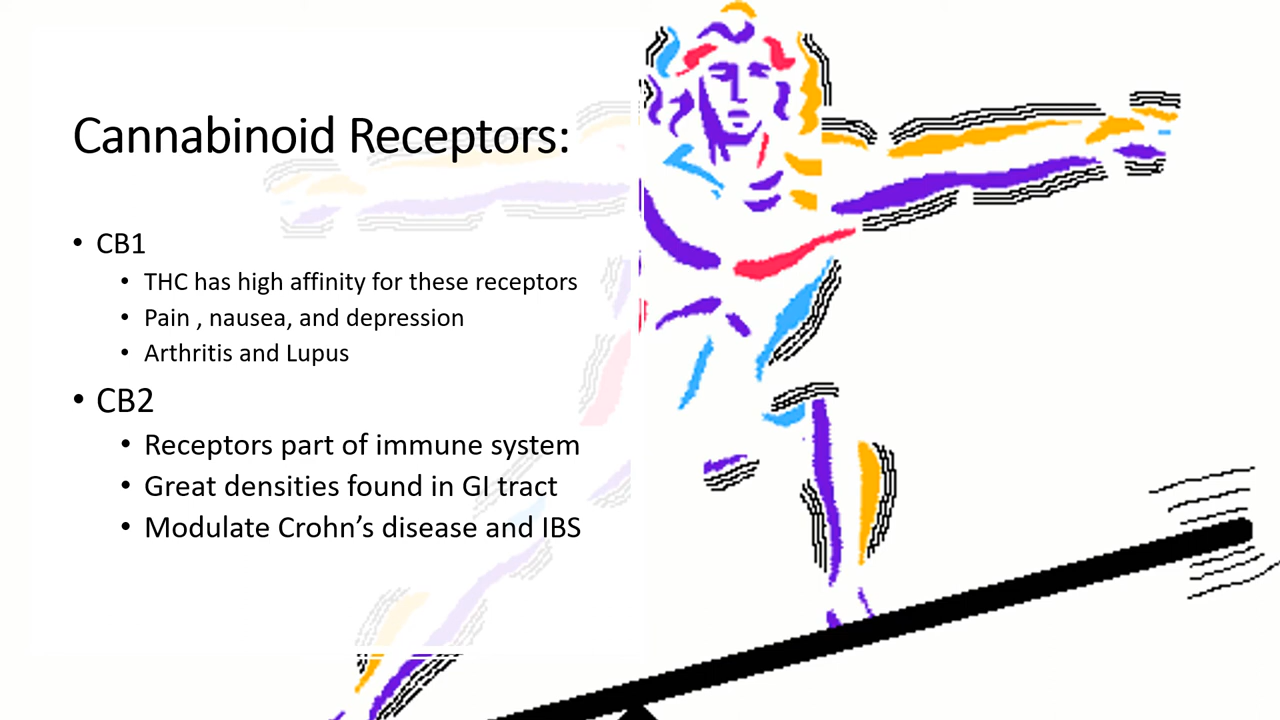 Cannabinoid Receptors:
• CB1
• THC has high affinity for these receptors
• Pain , nausea, and depression
• Arthritis and Lupus
• CB2
• Receptors part of immune system
• Great densities found in GI tract
• Modulate Crohn’s disease and IBS